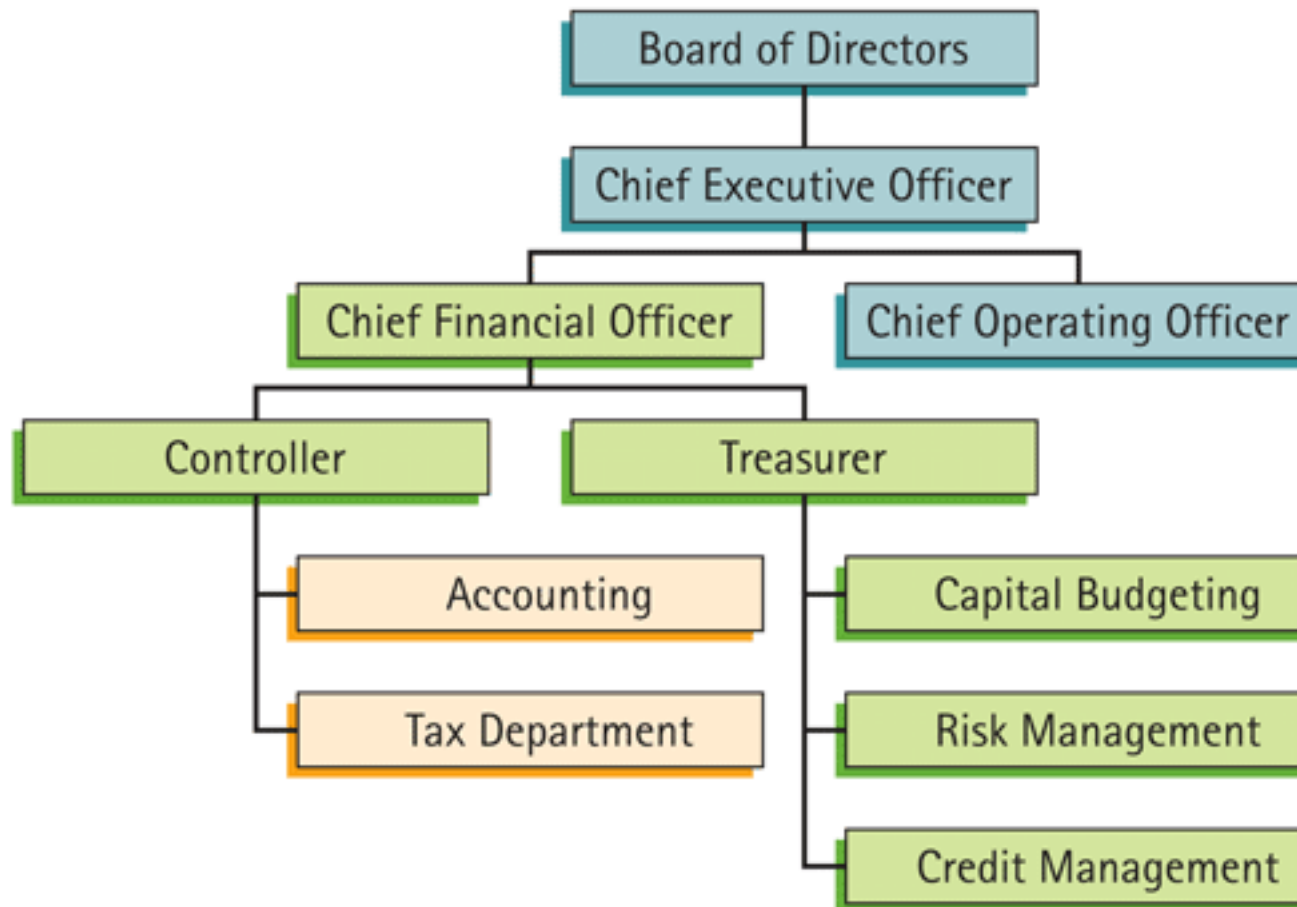 Board of Directors
Chief Executive Officer
Chief Financial Officer
Chief Operating Officer
Controller
Treasurer
Accounting
Capital Budgeting
Tax Department
Risk Management
Credit Management